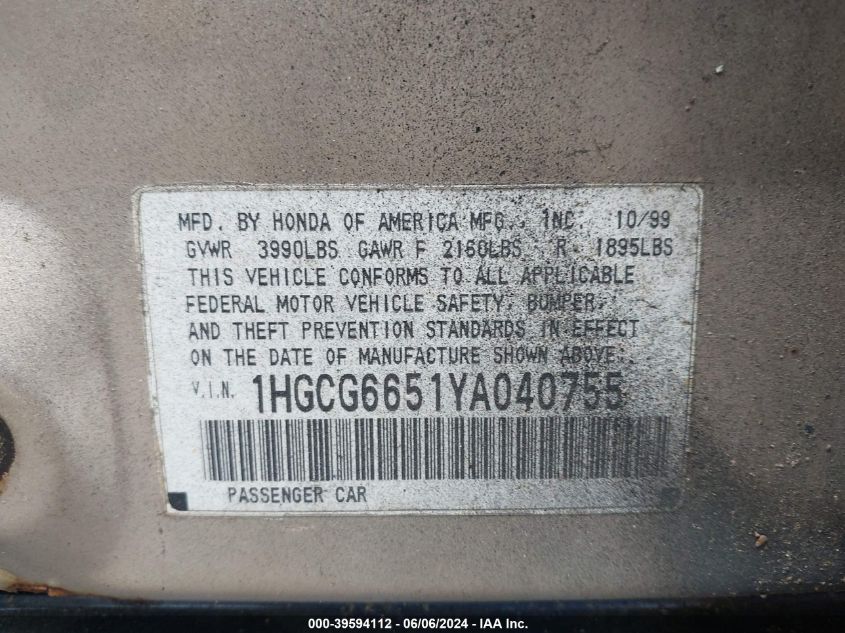 MFD. BY HONDA OF AMERICA MFG., INC. 10/99
GVWR 3990LBS GAWR F 2160LBS R 1895LBS
THIS VEHICLE CONFORMS TO ALL APPLICABLE
FEDERAL MOTOR VEHICLE SAFETY, BUMPER,
AND THEFT PREVENTION STANDARDS IN EFFECT
ON THE DATE OF MANUFACTURE SHOWN ABOVE.
V.I.N. 1HGCG6651YA040755
PASSENGER CAR
000-39594112 - 06/06/2024 - IAA Inc.